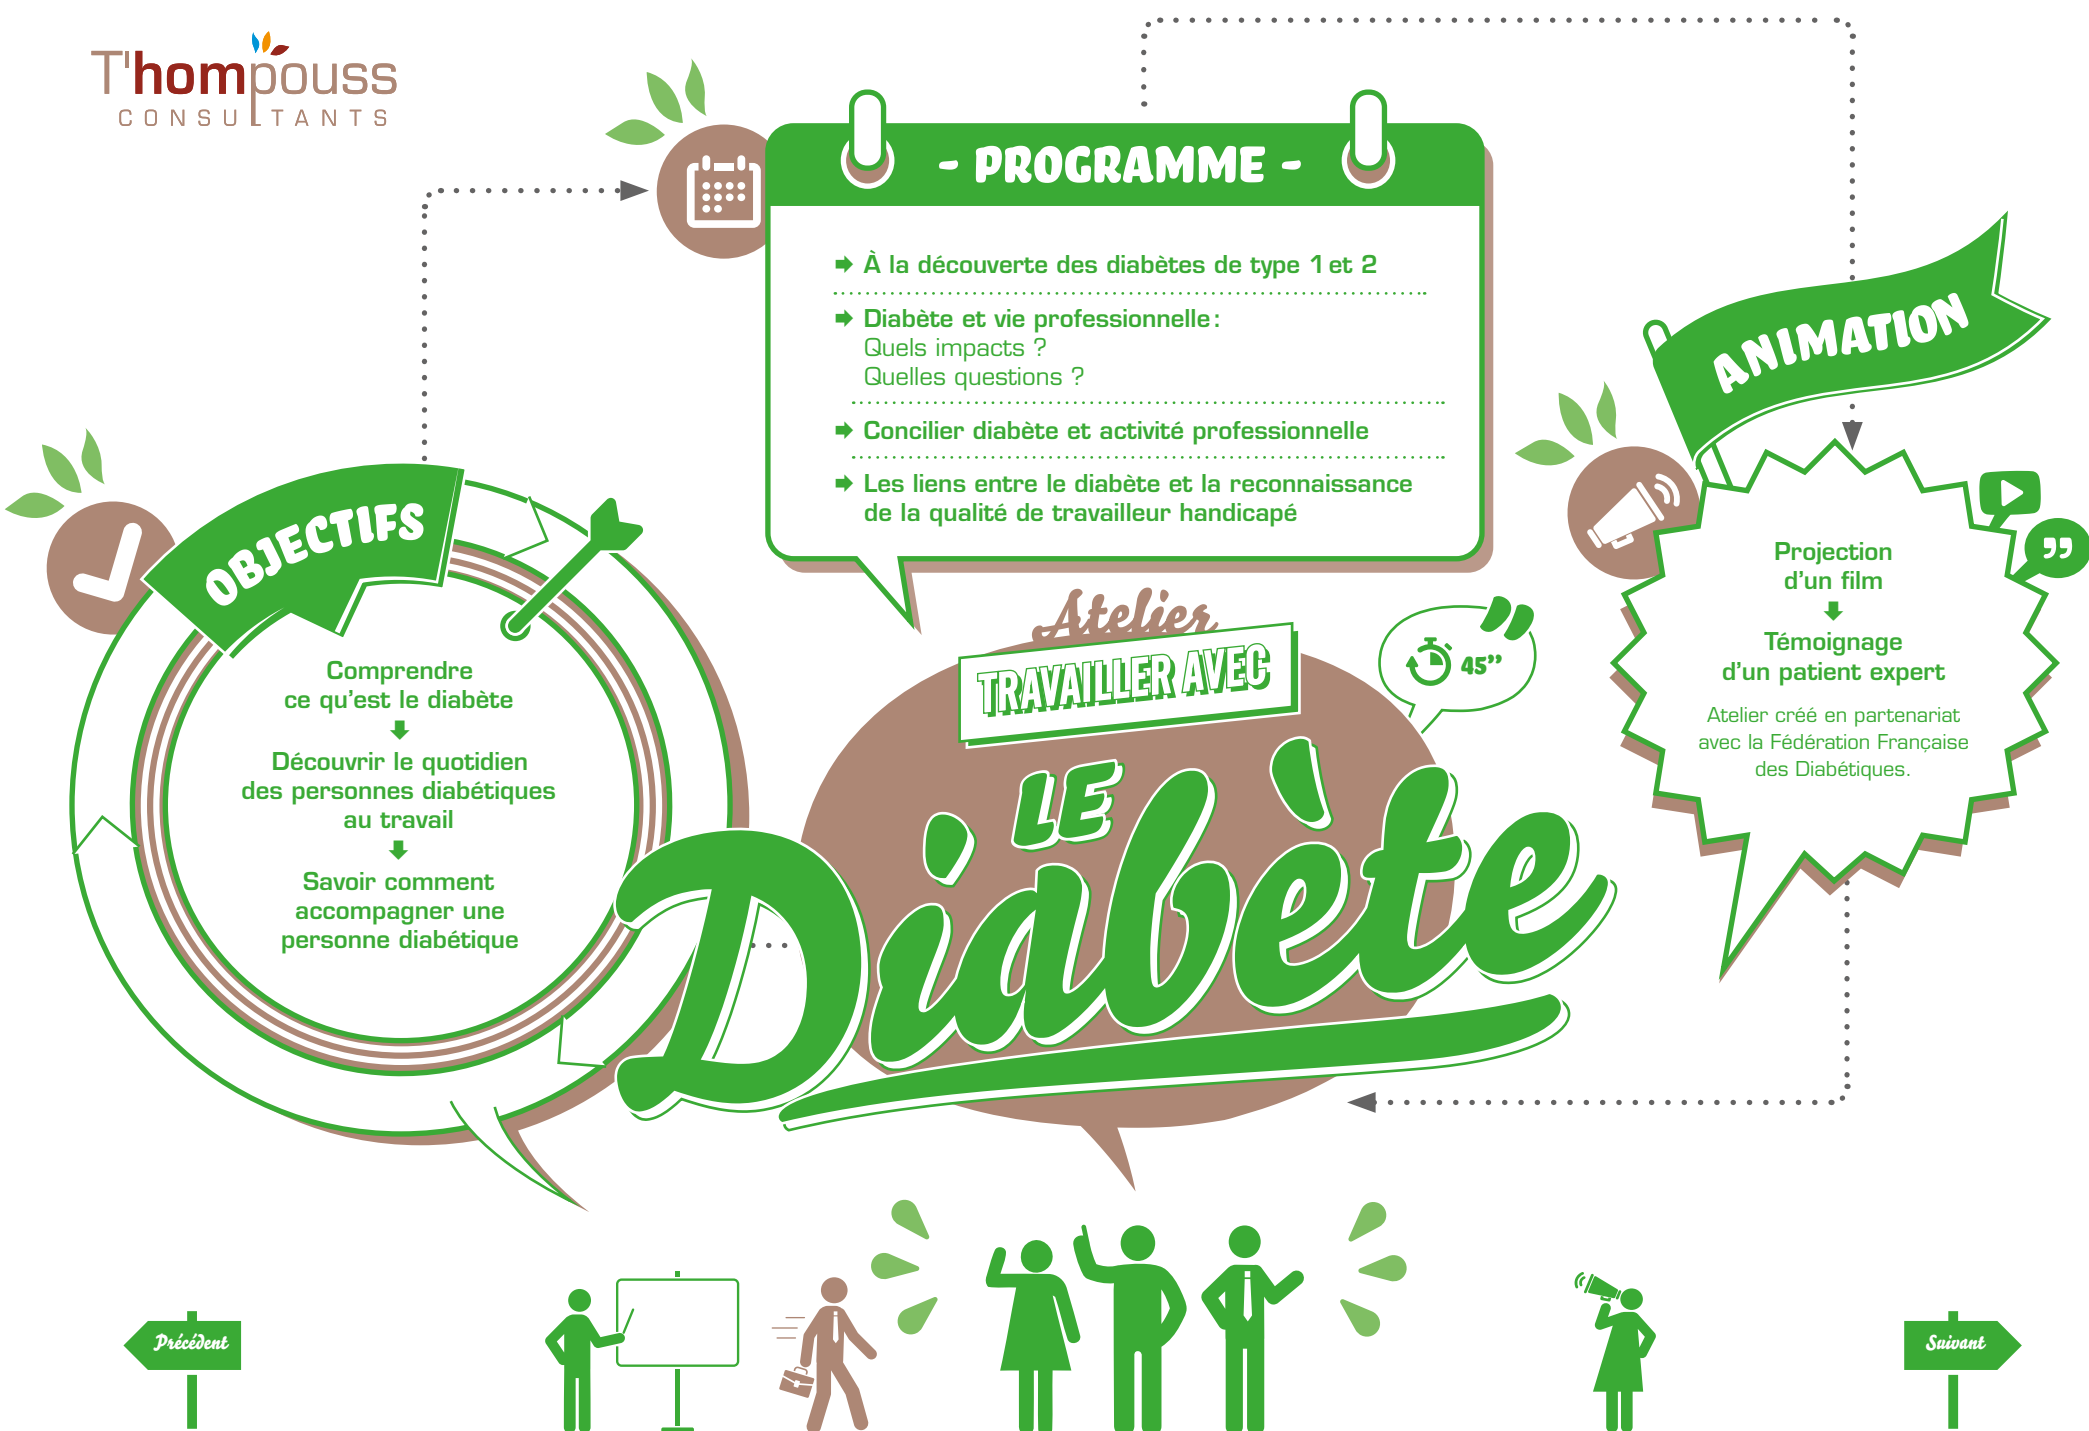 T'hompouss
CONSULTANTS
- PROGRAMME -
À la découverte des diabètes de type 1 et 2
Diabète et vie professionnelle :
Quels impacts ?
Quelles questions ?
Concilier diabète et activité professionnelle
Les liens entre le diabète et la reconnaissance
de la qualité de travailleur handicapé
OBJECTIFS
Comprendre
ce qu'est le diabète
Découvrir le quotidien
des personnes diabétiques
au travail
Savoir comment
accompagner une
personne diabétique
Atelier
TRAVAILLER AVEC
LE
Diabète
45’’
ANIMATION
Projection
d'un film
Témoignage
d'un patient expert
Atelier créé en partenariat
avec la Fédération Française
des Diabétiques.
Précédent
Suivant